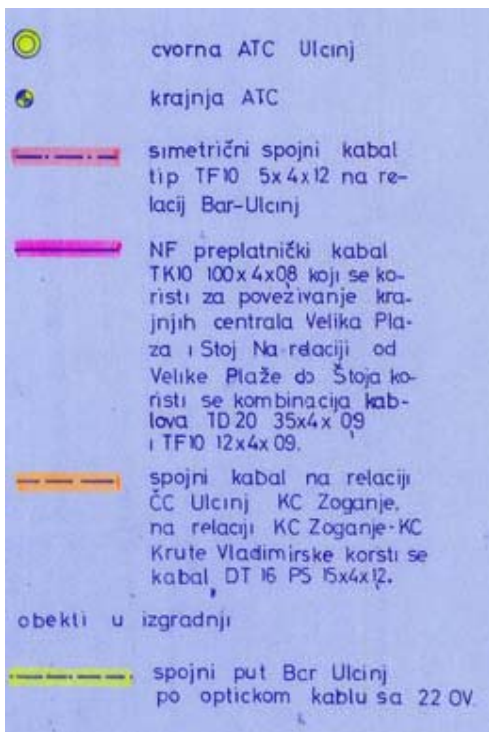 cvorna ATC Ulcinj
krajnja ATC
simetrični spojni kabal
tip TF10 5x4x12 na re-
lacij Bar-Ulcinj
NF preplatnički kabal
TK10 100x4x08 koji se ko-
risti za poveživanje kra-
jnjih centrala Velika Pla-
za i Stoj Na relaciji od
Velike Plaže do Štoja ko-
risti se kombinacija kab-
lova TD20 35x4x09
i TF10 12x4x09.
spojni kabal na relaciji
ČC Ulcinj KC Zoganje,
na relaciji KC Zoganje-KC
Krute Vladimirske korsti se
kabal DT 16 PS 15x4x12.
obekti u izgradnji
spojni put Bar Ulcinj
po optickom kablu sa 22 OV.